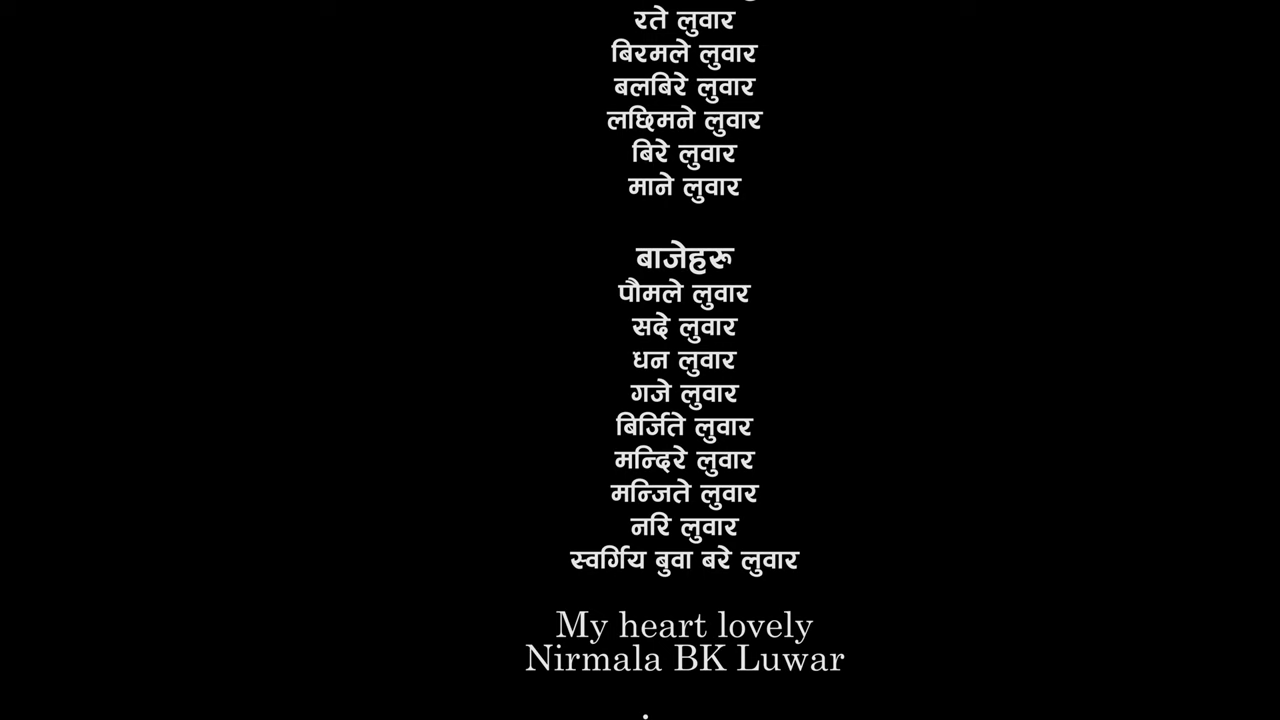 रते लुवार
बिरमले लुवार
बलबिरे लुवार
लछिमने लुवार
बिरे लुवार
माने लुवार
बाजेहरू
पौमले लुवार
सदे लुवार
धन लुवार
गजे लुवार
बिर्जिते लुवार
मन्दिरे लुवार
मन्जिते लुवार
नरि लुवार
स्वर्गिय बुवा बरे लुवार
My heart lovely
Nirmala BK Luwar